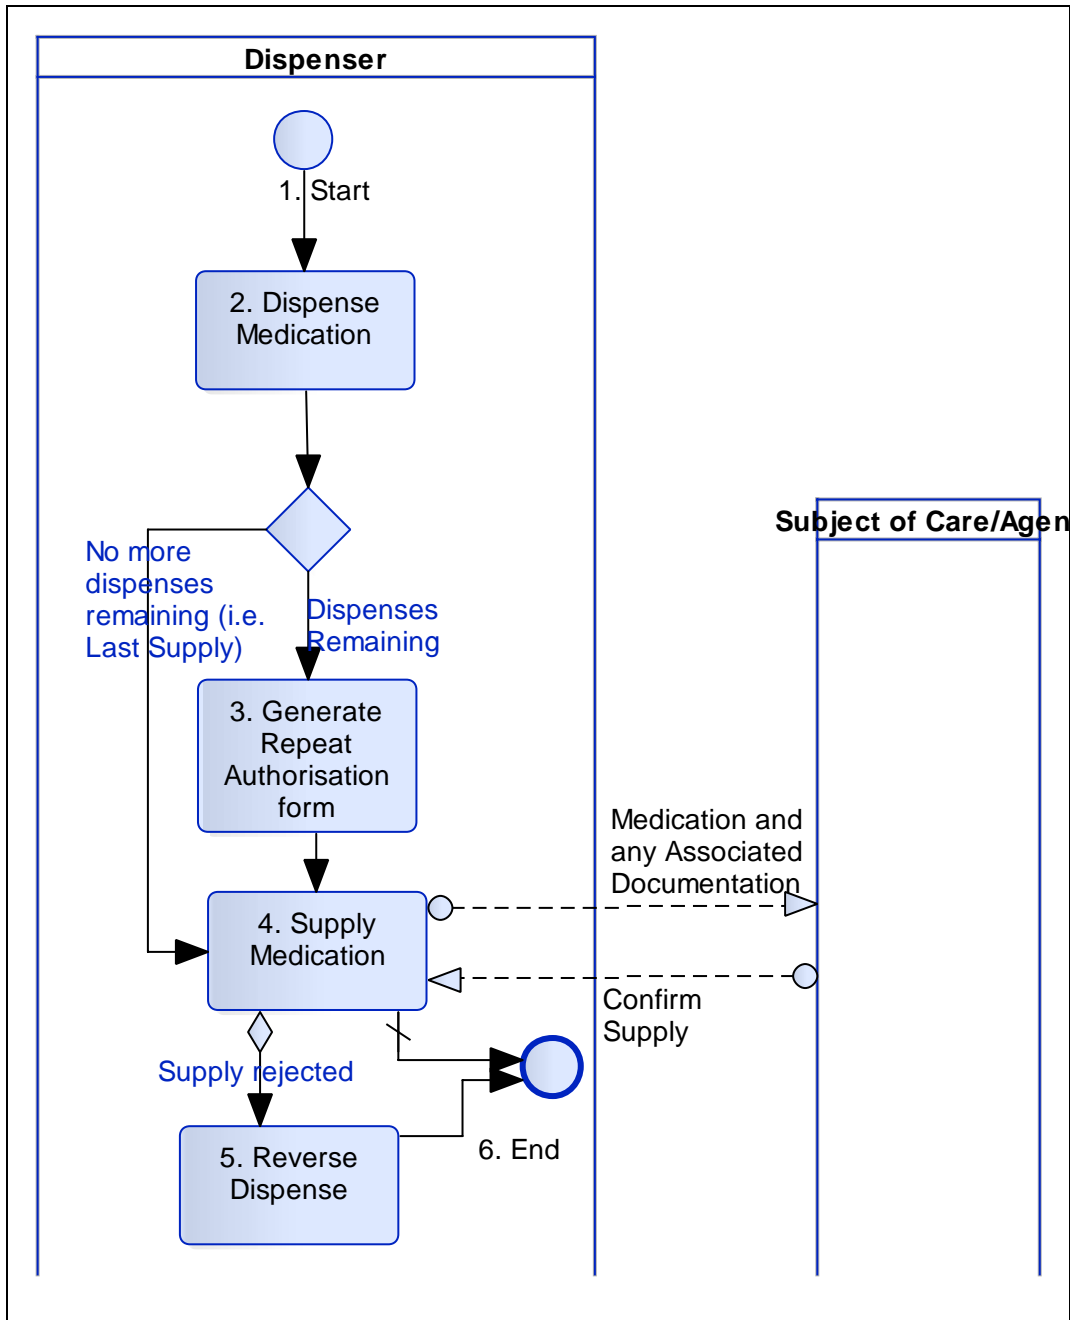 Dispenser
1. Start
2. Dispense
Medication
No more
dispenses
remaining (i.e.
Last Supply)
Dispenses
Remaining
Subject of Care/Agen
3. Generate
Repeat
Authorisation
form
Medication and
any Associated
Documentation
4. Supply
Medication
Confirm
Supply
Supply rejected
5. Reverse
Dispense
6. End